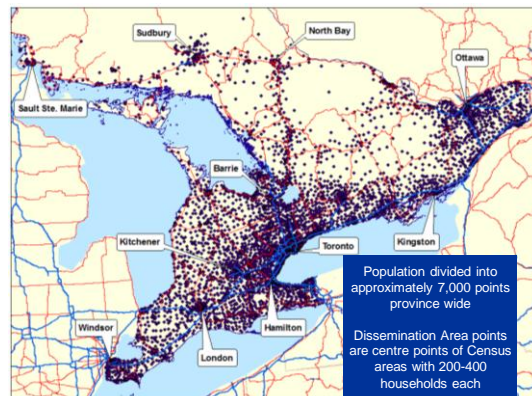 Sudbury
North Bay
Ottawa
Sault Ste. Marie
Barrie
Kitchener
Toronto
Kingston
Windsor
London
Hamilton
Population divided into
approximately 7,000 points
province wide
Dissemination Area points
are centre points of Census
areas with 200-400
households each